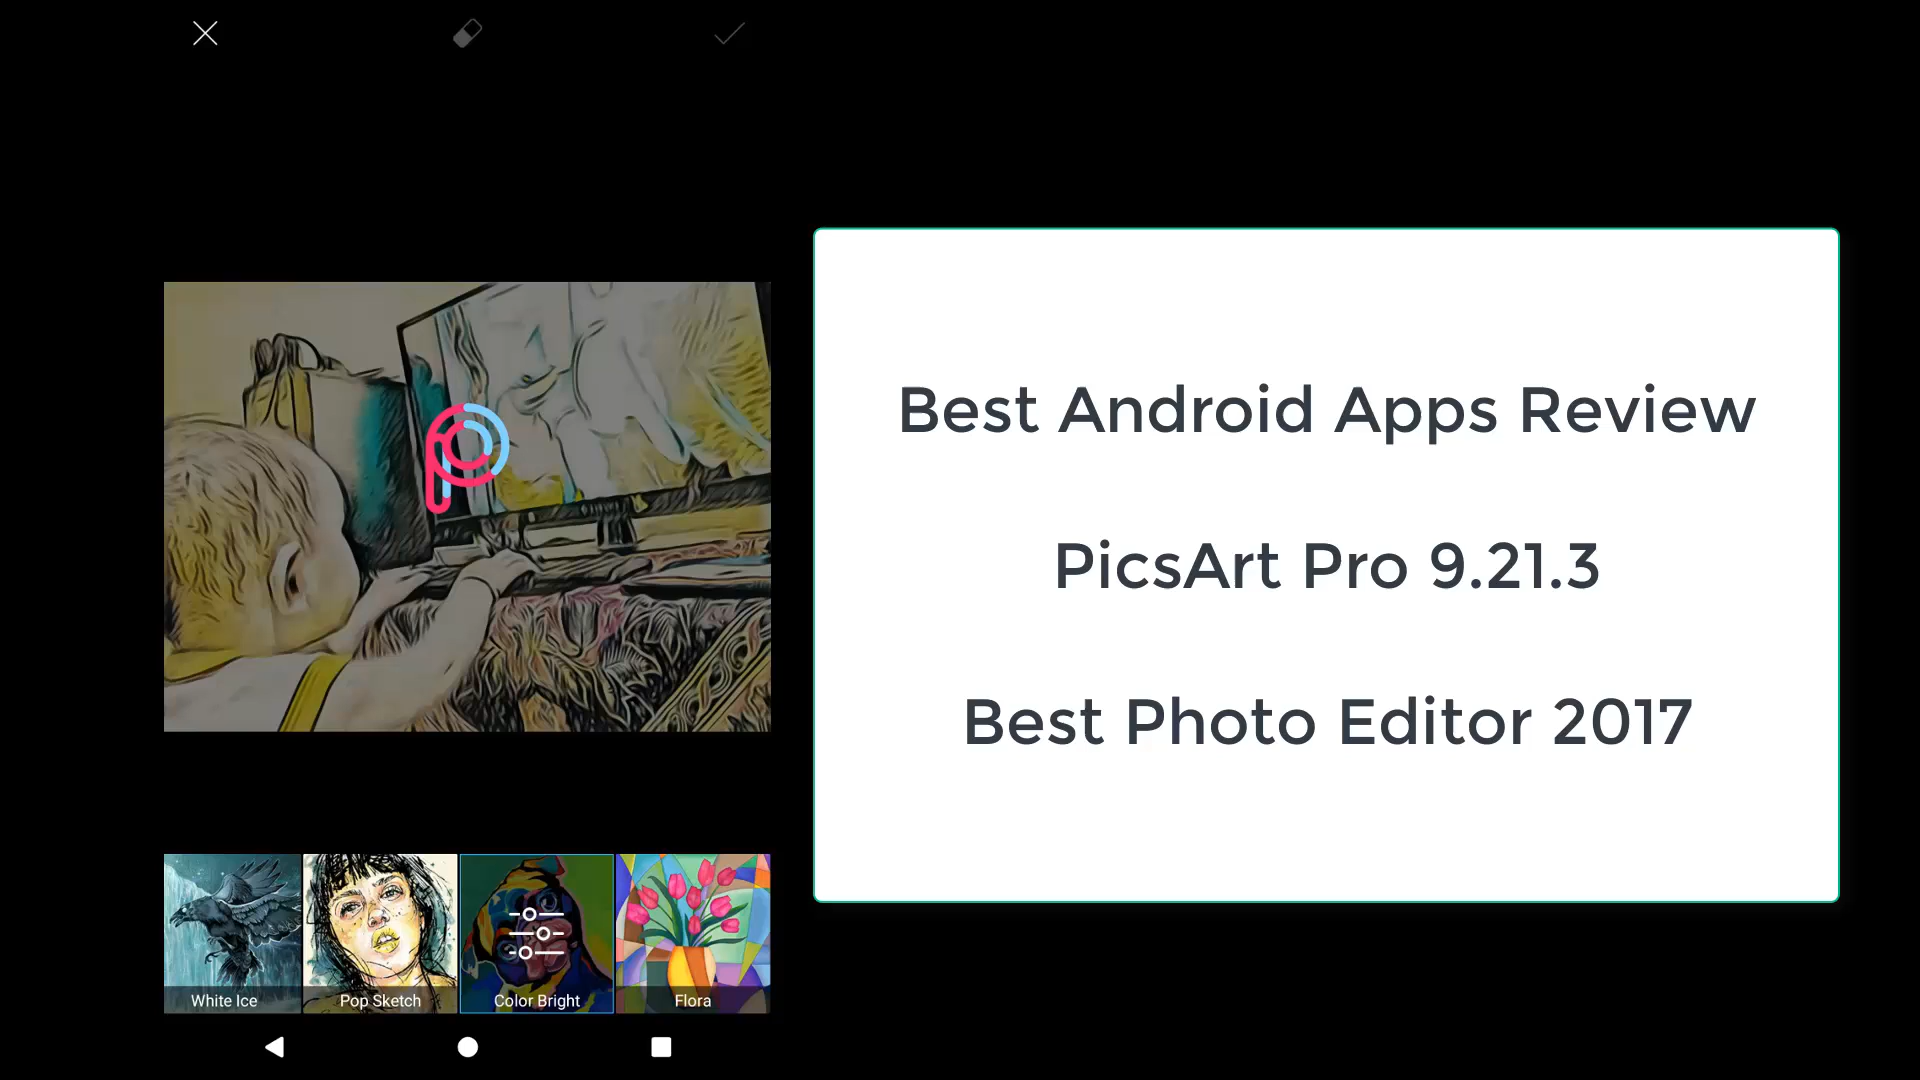 Best Android Apps Review
PicsArt Pro 9.21.3
Best Photo Editor 2017
White Ice
Pop Sketch
Color Bright
Flora